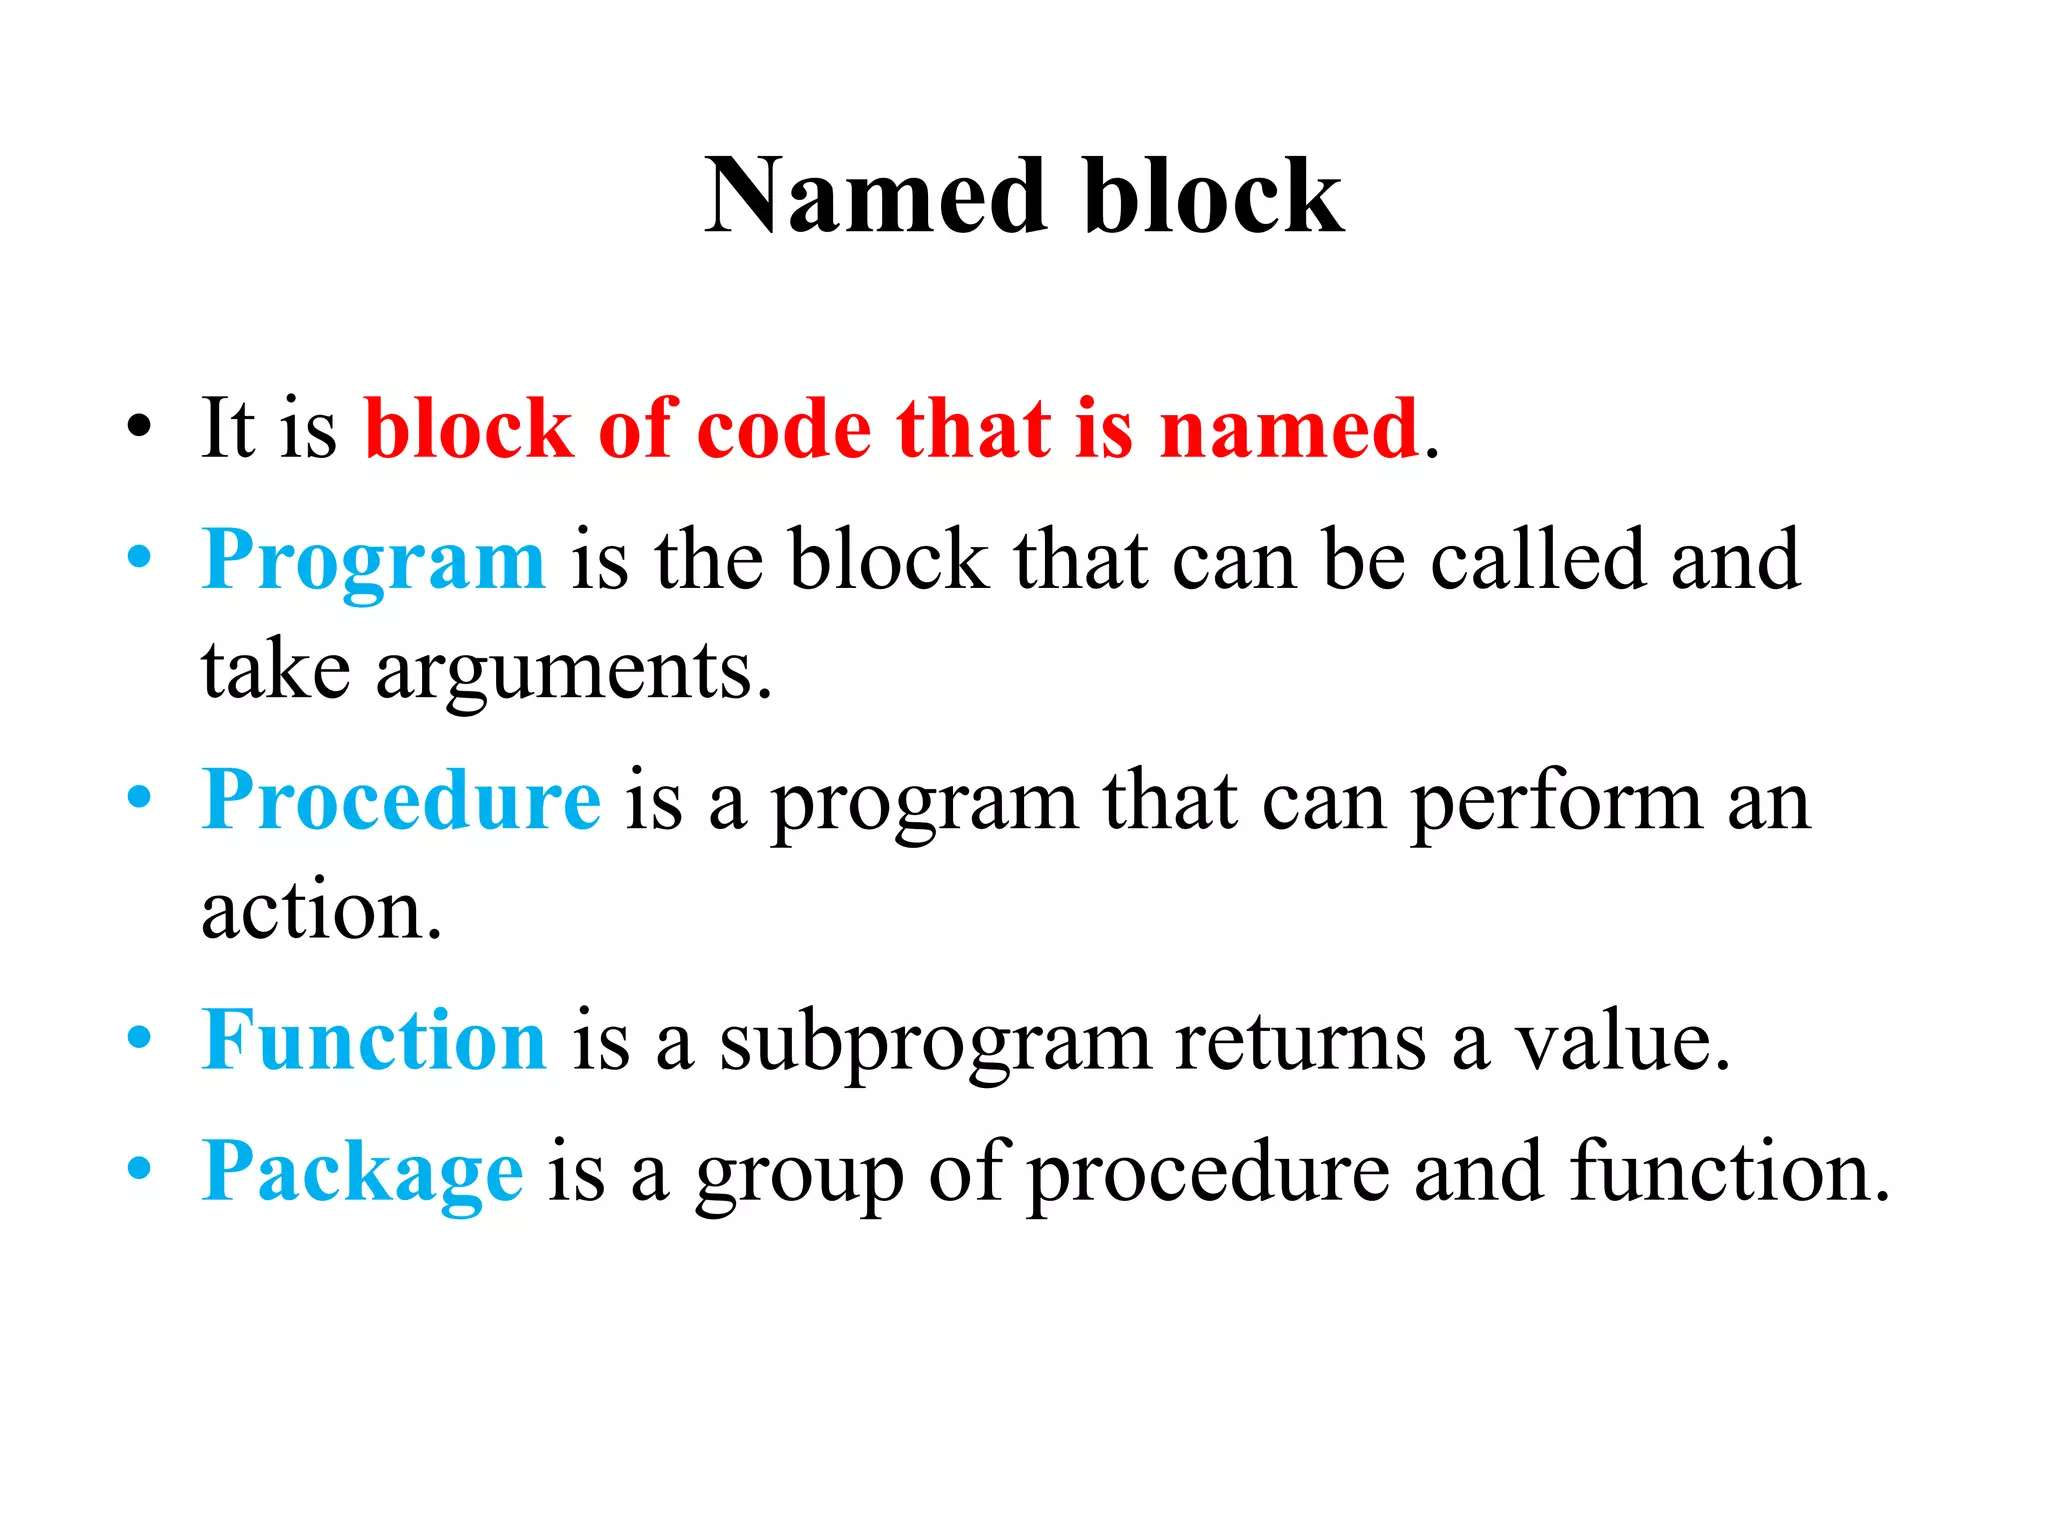 Named block
• It is block of code that is named.
• Program is the block that can be called and
take arguments.
• Procedure is a program that can perform an
action.
• Function is a subprogram returns a value.
• Package is a group of procedure and function.